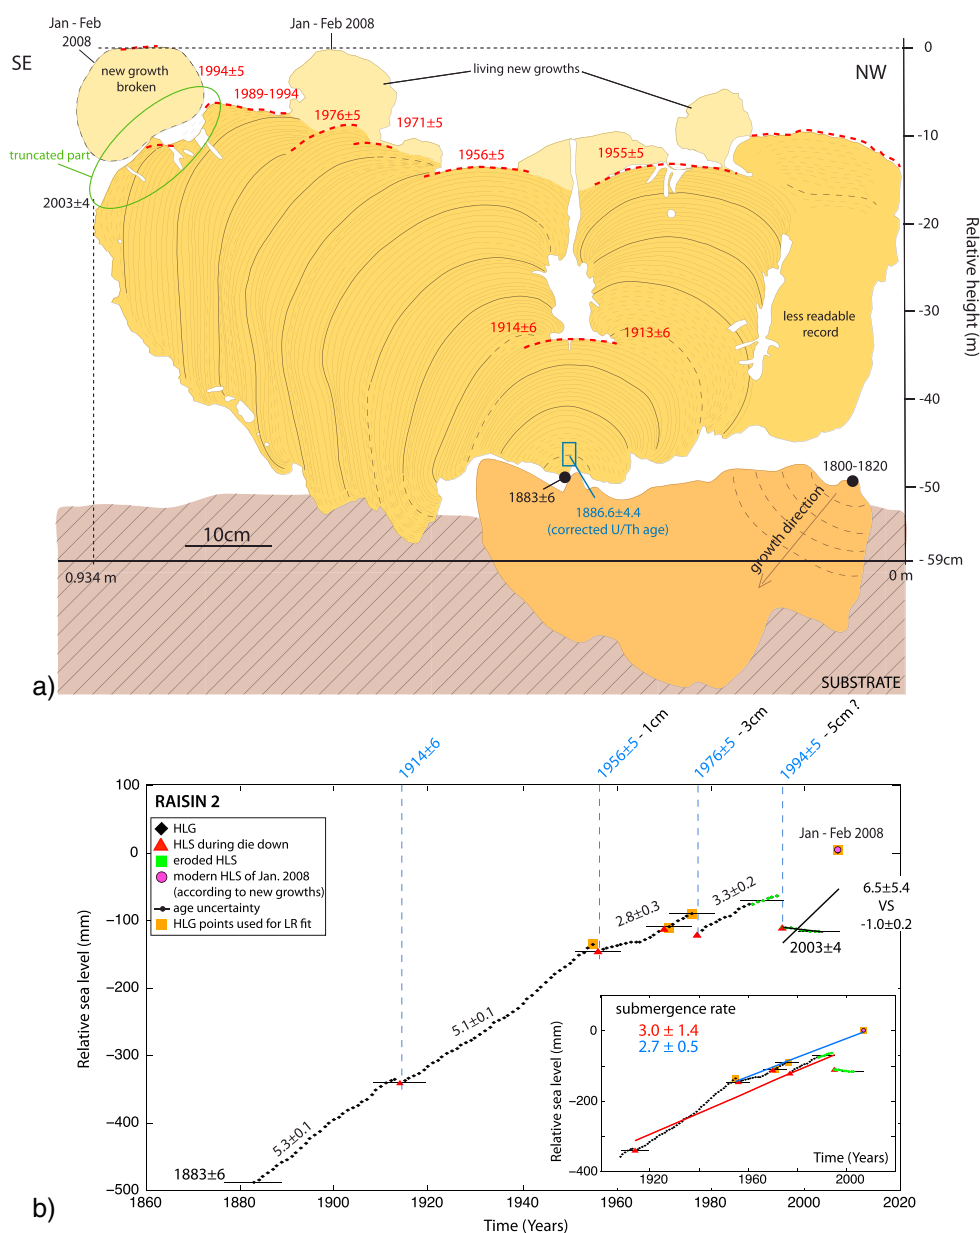 Jan - Feb
2008
Jan - Feb 2008
SE
NW
new growth
broken
living new growths
1994±5
1989-1994
1976±5
1971±5
1956±5
1955±5
truncated part
2003±4
1914±6
1913±6
less readable
record
1883±6
1886.6±4.4
(corrected U/Th age)
1800-1820
growth direction
10cm
0.934 m
0 m
0
-10
-20
-30
-40
-50
- 59cm
Relative height (m)
SUBSTRATE
a)
1914±6
1956±5 - 1cm
1976±5 - 3cm
1994±5 - 5cm ?
RAISIN 2
HLG
HLS during die down
eroded HLS
modern HLS of Jan. 2008
(according to new growths)
age uncertainty
HLG points used for LR fit
Jan - Feb 2008
6.5±5.4
VS
-1.0±0.2
2003±4
3.3±0.2
2.8±0.3
5.1±0.1
5.3±0.1
1883±6
100
0
−100
−200
−300
−400
−500
Relative sea level (mm)
1860
1880
1900
1920
1940
1960
1980
2000
2020
Time (Years)
submergence rate
3.0 ± 1.4
2.7 ± 0.5
0
−200
−400
Relative sea level (mm)
1920
1960
2000
Time (Years)
b)